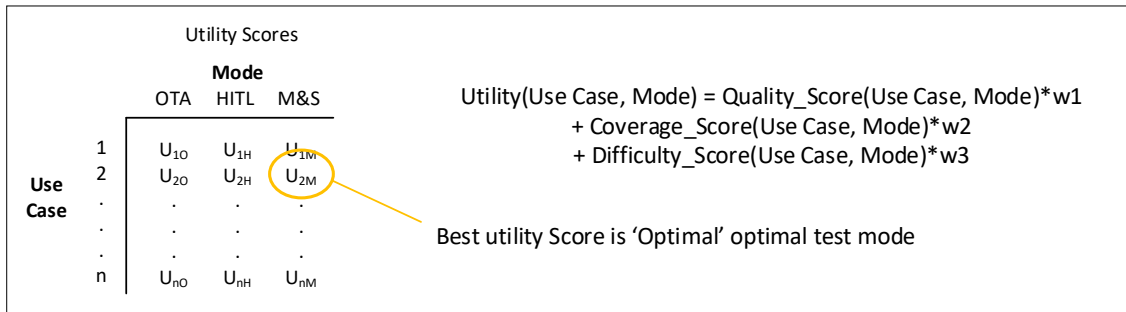 Utility Scores
Mode
OTA HITL M&S
1 U1O U1H U1M
2 U2O U2H U2M
Use
Case
. . . .
. . . .
. . . .
n UnO UnH UnM
Utility(Use Case, Mode) = Quality_Score(Use Case, Mode)*w1
+ Coverage_Score(Use Case, Mode)*w2
+ Difficulty_Score(Use Case, Mode)*w3
Best utility Score is ‘Optimal’ optimal test mode